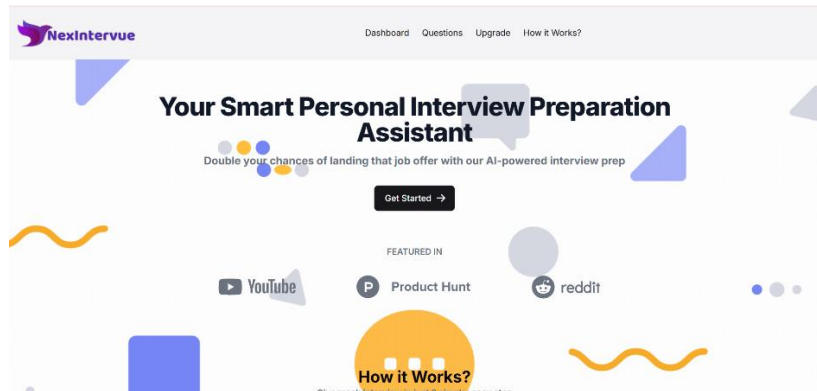 NexIntervue
Dashboard Questions Upgrade How it Works?
Your Smart Personal Interview Preparation
Assistant
Double your chances of landing that job offer with our AI-powered interview prep
Get Started →
FEATURED IN
YouTube Product Hunt reddit
How it Works?